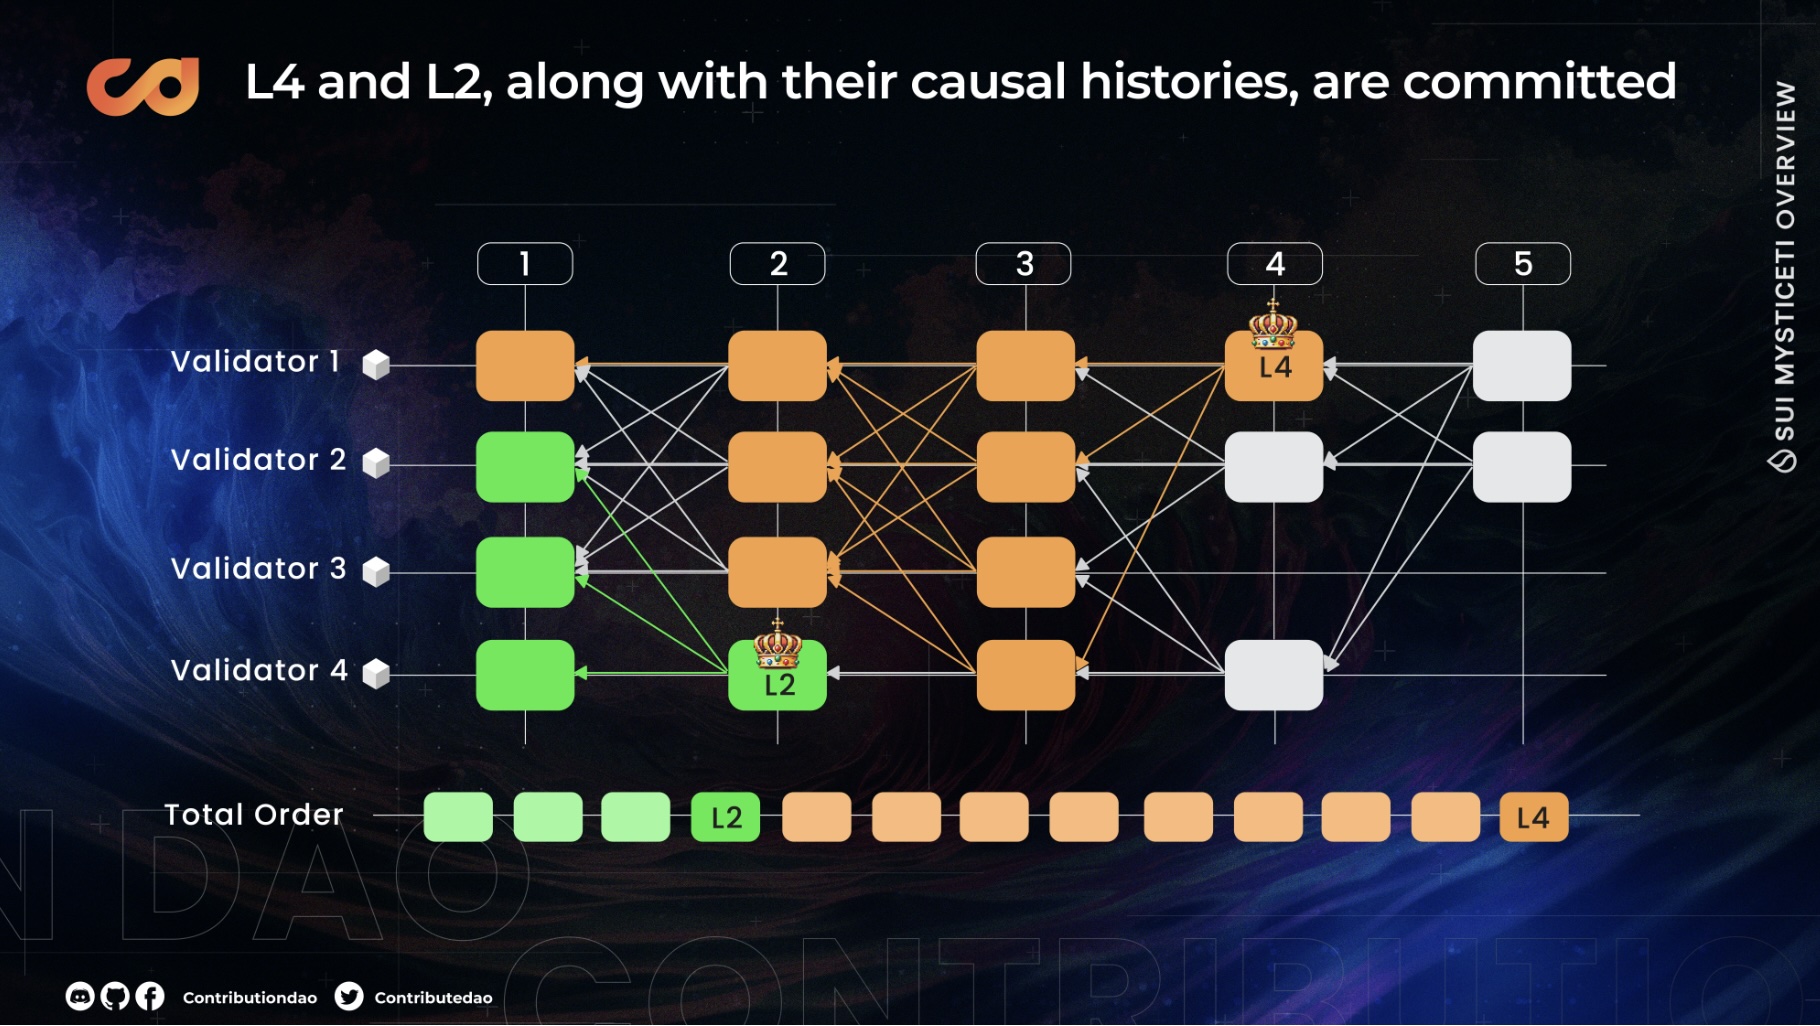 L4 and L2, along with their causal histories, are committed
SUI MYSTICETI OVERVIEW
1 2 3 4 5
Validator 1
L4
Validator 2
Validator 3
Validator 4
L2
Total Order
L2
L4
N DAO
CONTRIBUTIO
Contributiondao
Contributedao